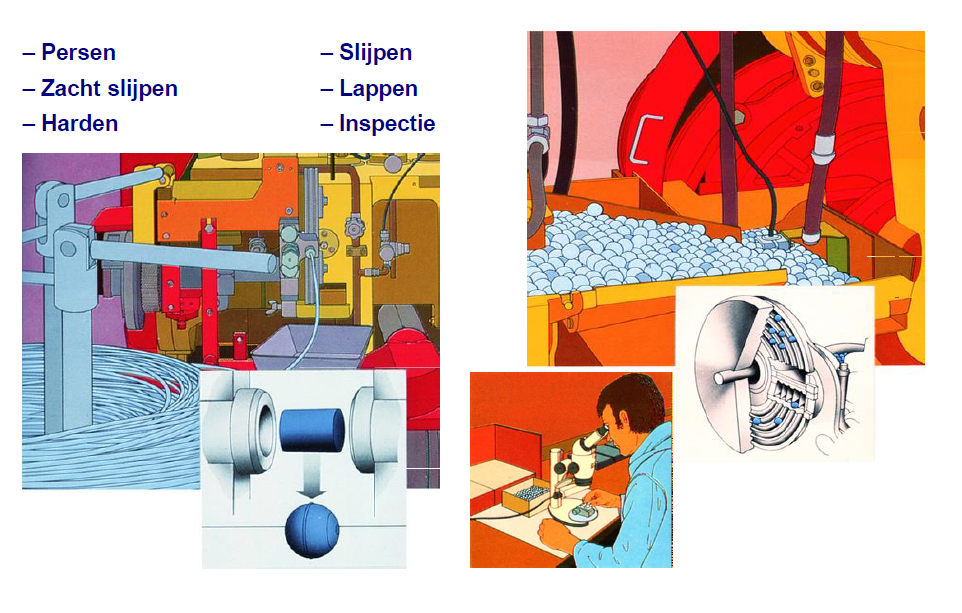 – Persen
– Zacht slijpen
– Harden
– Slijpen
– Lappen
– Inspectie